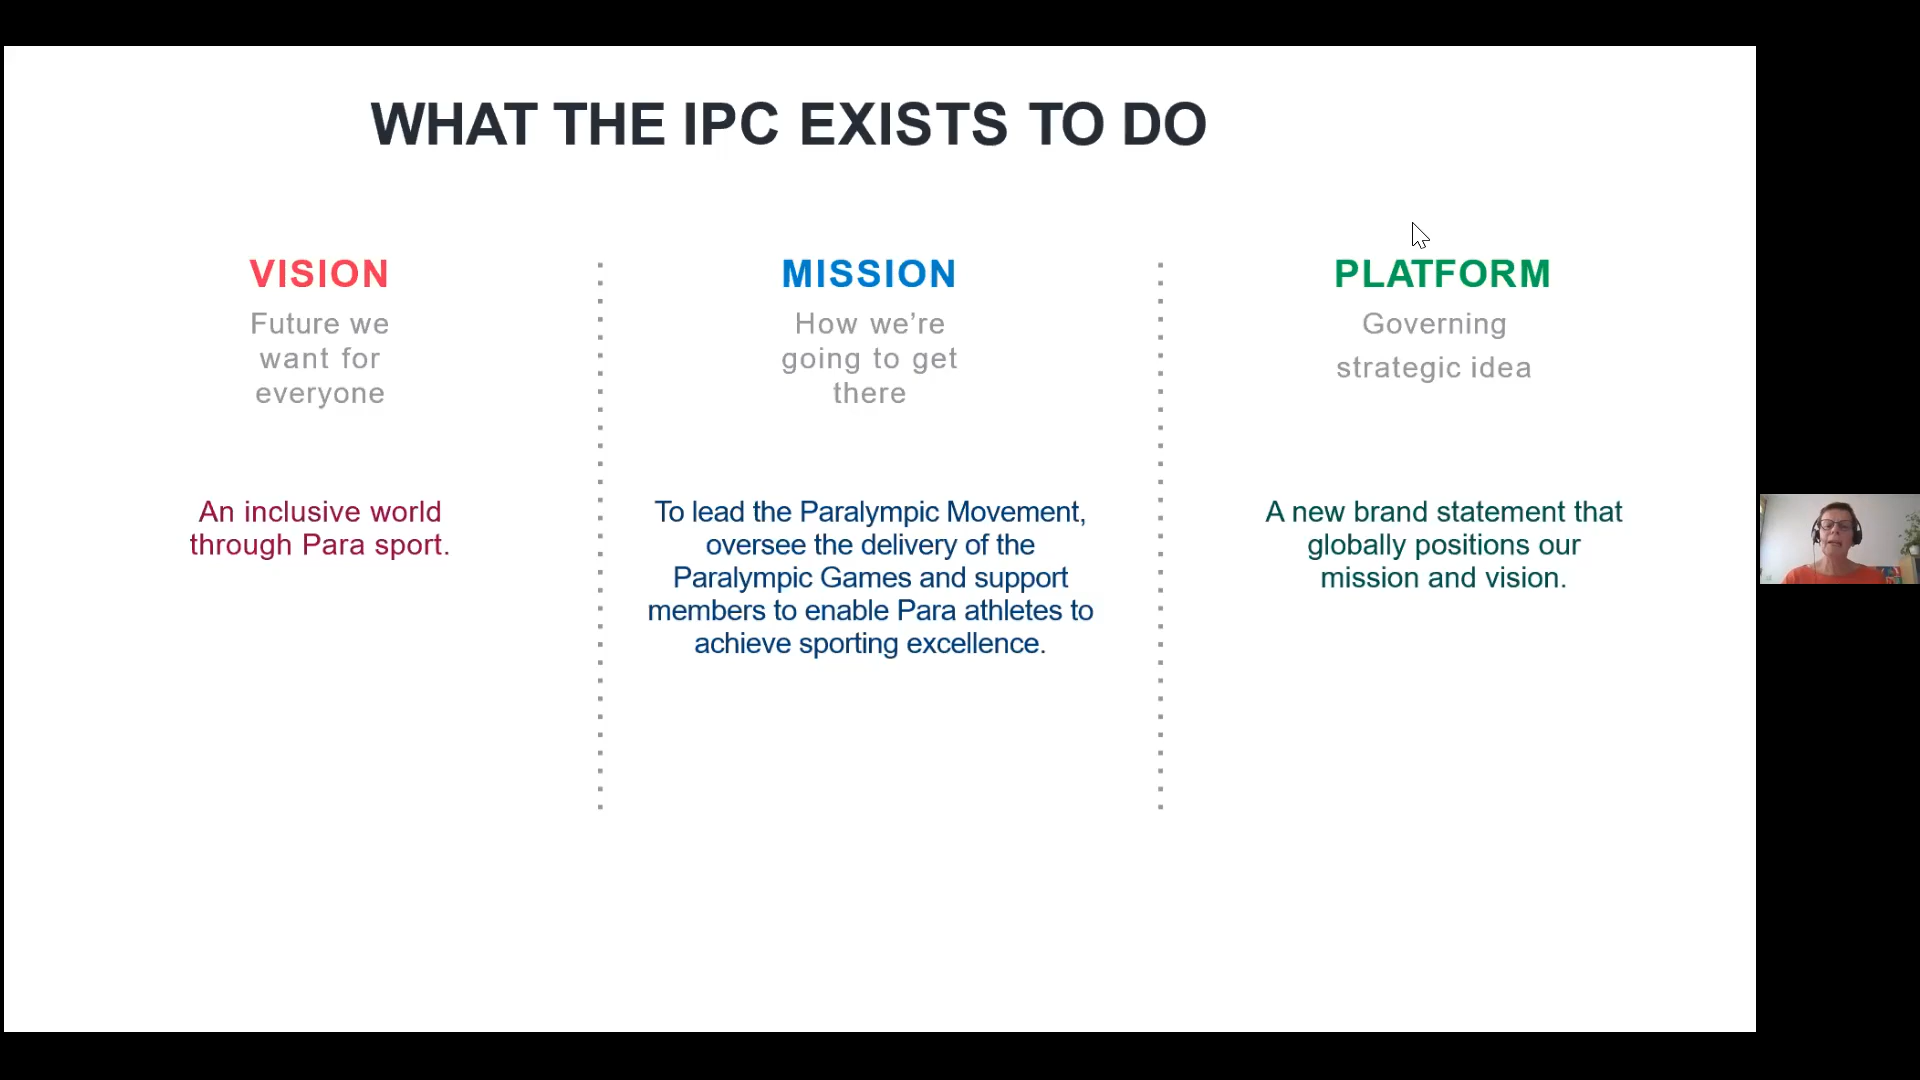 WHAT THE IPC EXISTS TO DO
VISION
Future we
want for
everyone
An inclusive world
through Para sport.
MISSION
How we’re
going to get
there
To lead the Paralympic Movement,
oversee the delivery of the
Paralympic Games and support
members to enable Para athletes to
achieve sporting excellence.
PLATFORM
Governing
strategic idea
A new brand statement that
globally positions our
mission and vision.